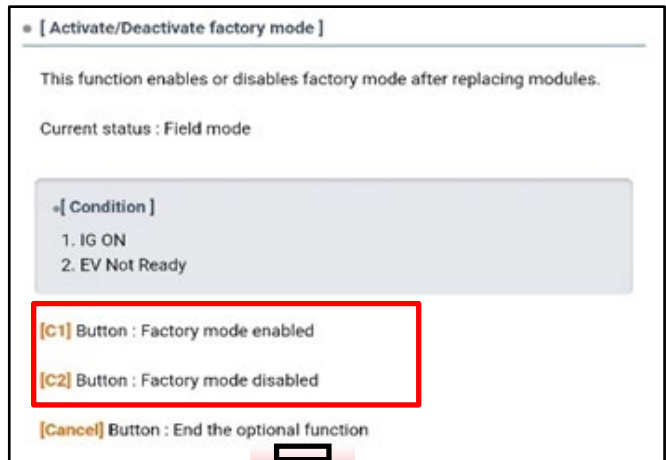 [ Activate/Deactivate factory mode ]
This function enables or disables factory mode after replacing modules.
Current status : Field mode
[ Condition ]
1. IG ON
2. EV Not Ready
[C1] Button : Factory mode enabled
[C2] Button : Factory mode disabled
[Cancel] Button : End the optional function